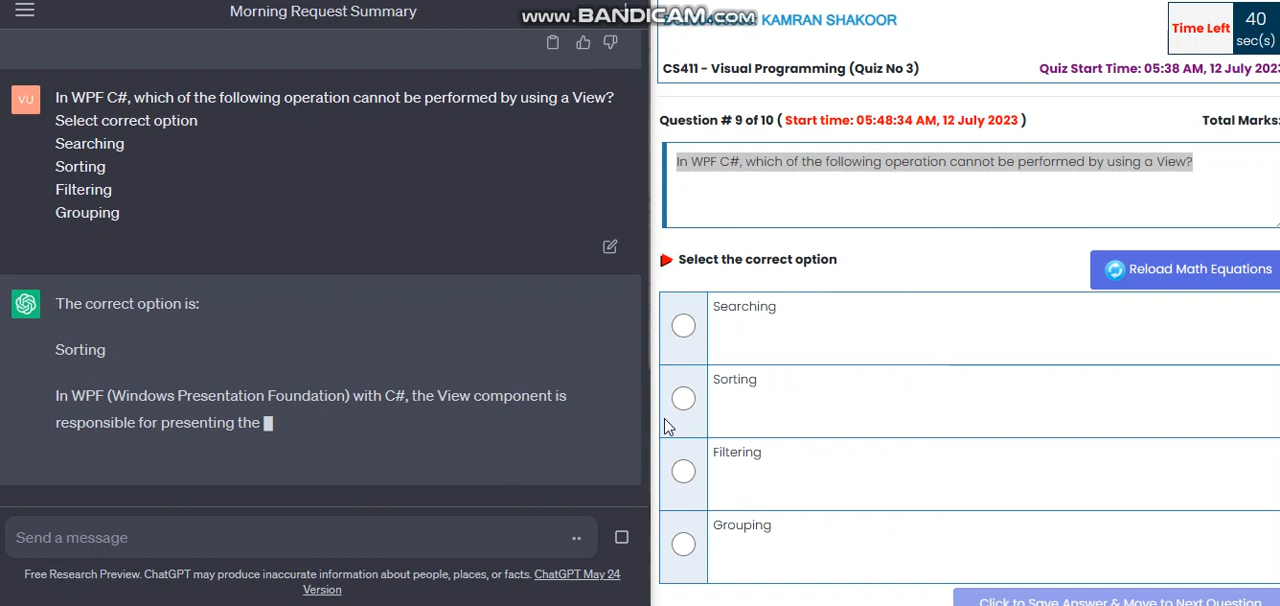 Morning Request Summary
www.BANDICAM.com
KAMRAN SHAKOOR
Time Left
40
sec(s)
CS411 - Visual Programming (Quiz No 3)
Quiz Start Time: 05:38 AM, 12 July 2023
VU
In WPF C#, which of the following operation cannot be performed by using a View?
Select correct option
Searching
Sorting
Filtering
Grouping
The correct option is:
Sorting
In WPF (Windows Presentation Foundation) with C#, the View component is
responsible for presenting the
Send a message
Free Research Preview. ChatGPT may produce inaccurate information about people, places, or facts. ChatGPT May 24
Version
Question # 9 of 10 ( Start time: 05:48:34 AM, 12 July 2023 )
Total Marks:
In WPF C#, which of the following operation cannot be performed by using a View?
Select the correct option
Reload Math Equations
Searching
Sorting
Filtering
Grouping
Click to Save Answer & Move to Next Question